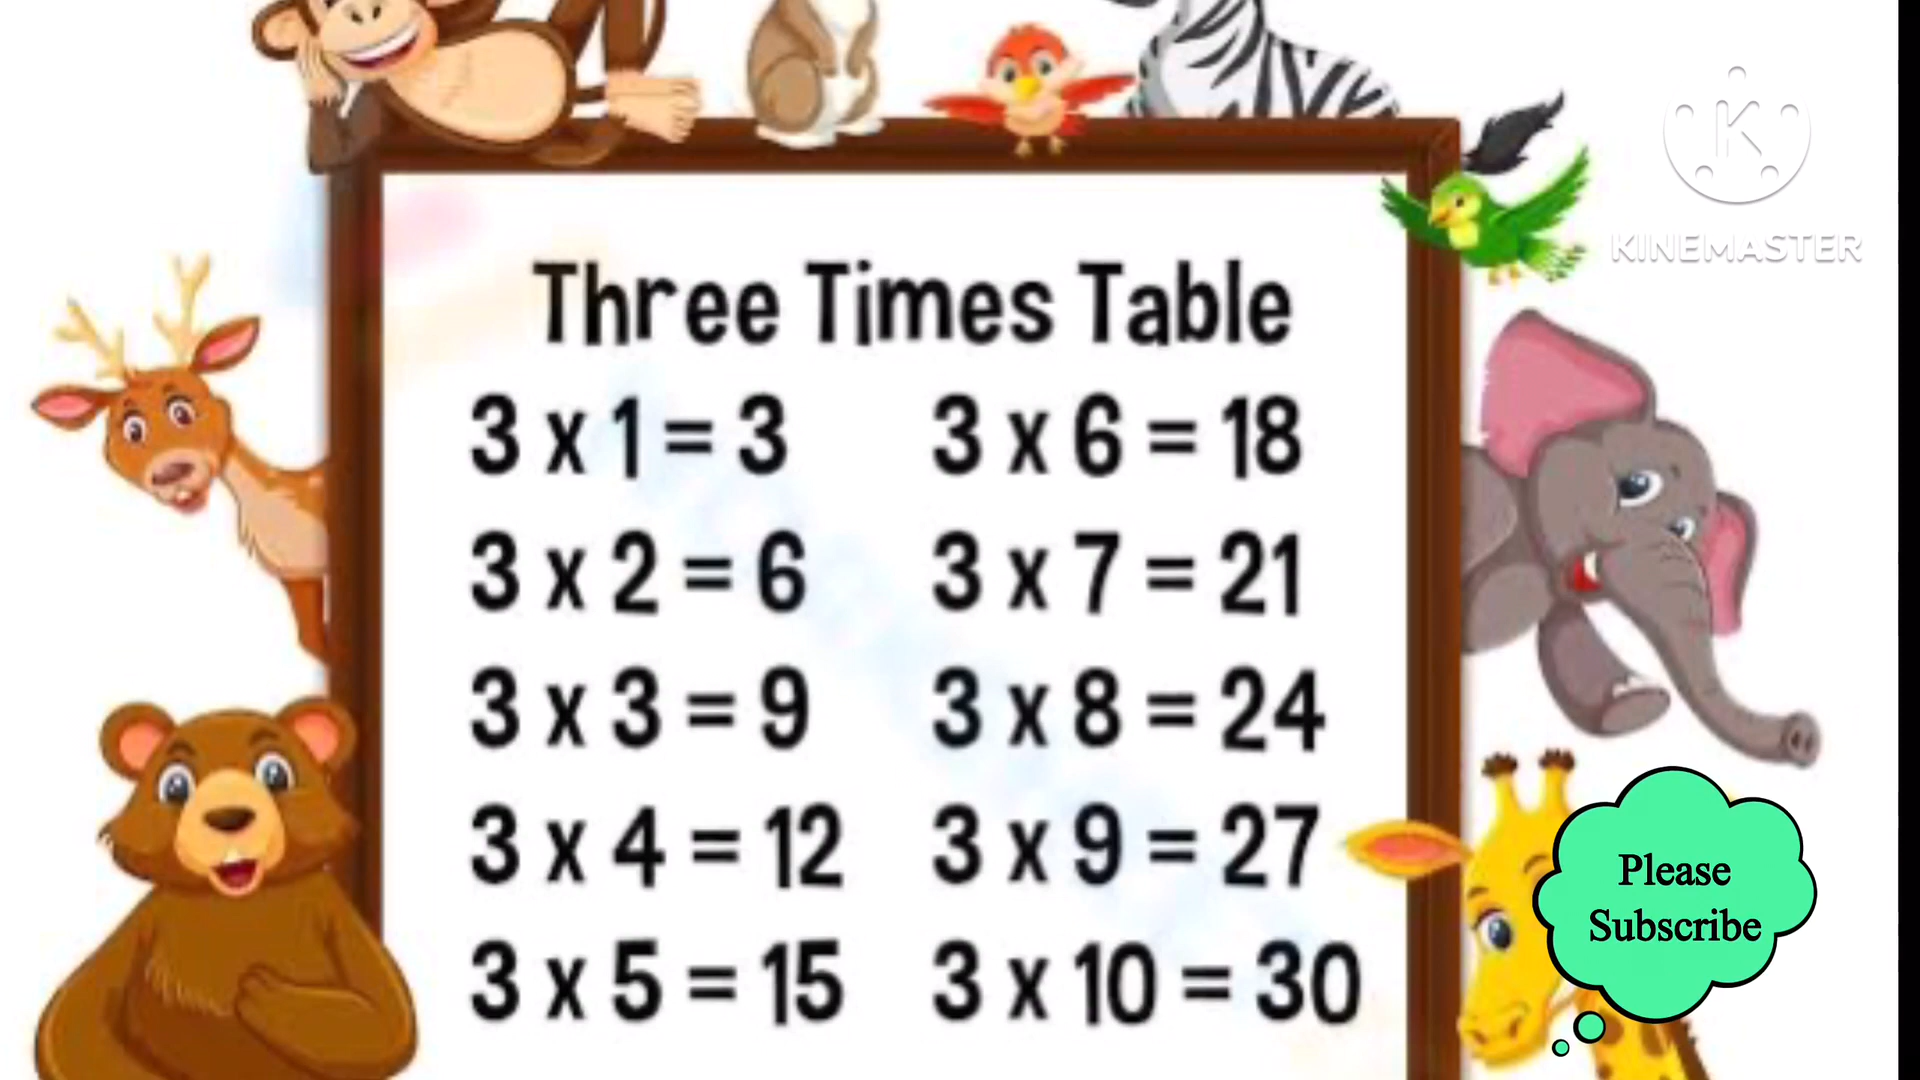 KINEMASTER
Three Times Table
3 x 1 = 3
3 x 2 = 6
3 x 3 = 9
3 x 4 = 12
3 x 5 = 15
3 x 6 = 18
3 x 7 = 21
3 x 8 = 24
3 x 9 = 27
3 x 10 = 30
Please
Subscribe